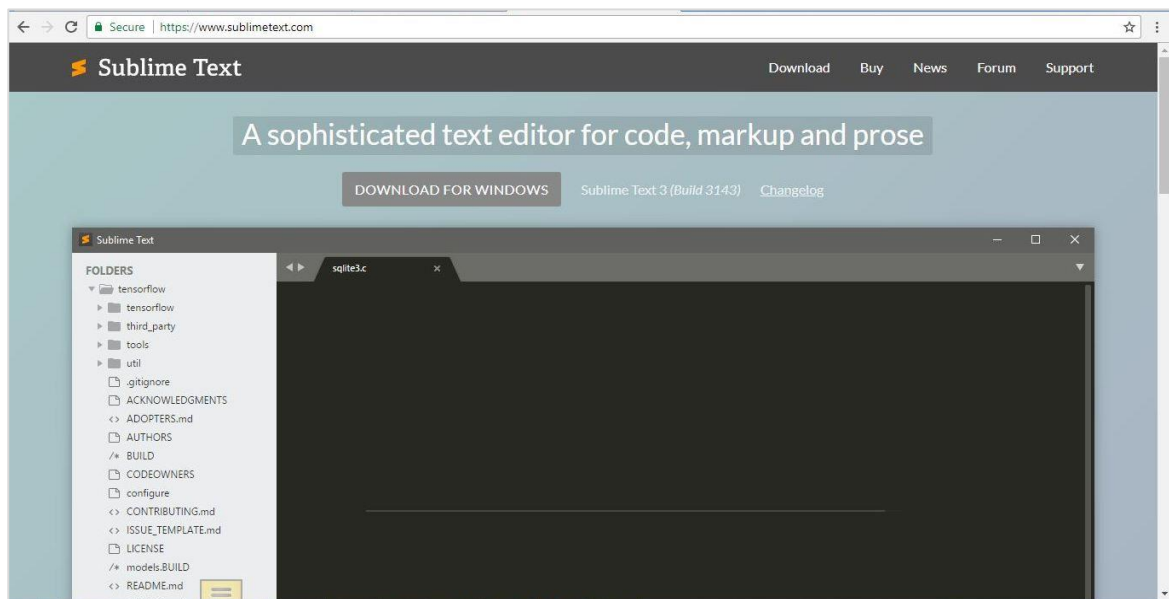 Secure | https://www.sublimetext.com
Sublime Text
Download Buy News Forum Support
A sophisticated text editor for code, markup and prose
DOWNLOAD FOR WINDOWS Sublime Text 3 (Build 3143) Changelog
Sublime Text
FOLDERS
sqlite3.c
tensorflow
tensorflow
third_party
tools
util
.gitignore
ACKNOWLEDGMENTS
<> ADOPTERS.md
AUTHORS
/* BUILD
CODEOWNERS
configure
<> CONTRIBUTING.md
<> ISSUE_TEMPLATE.md
LICENSE
/* models.BUILD
<> README.md